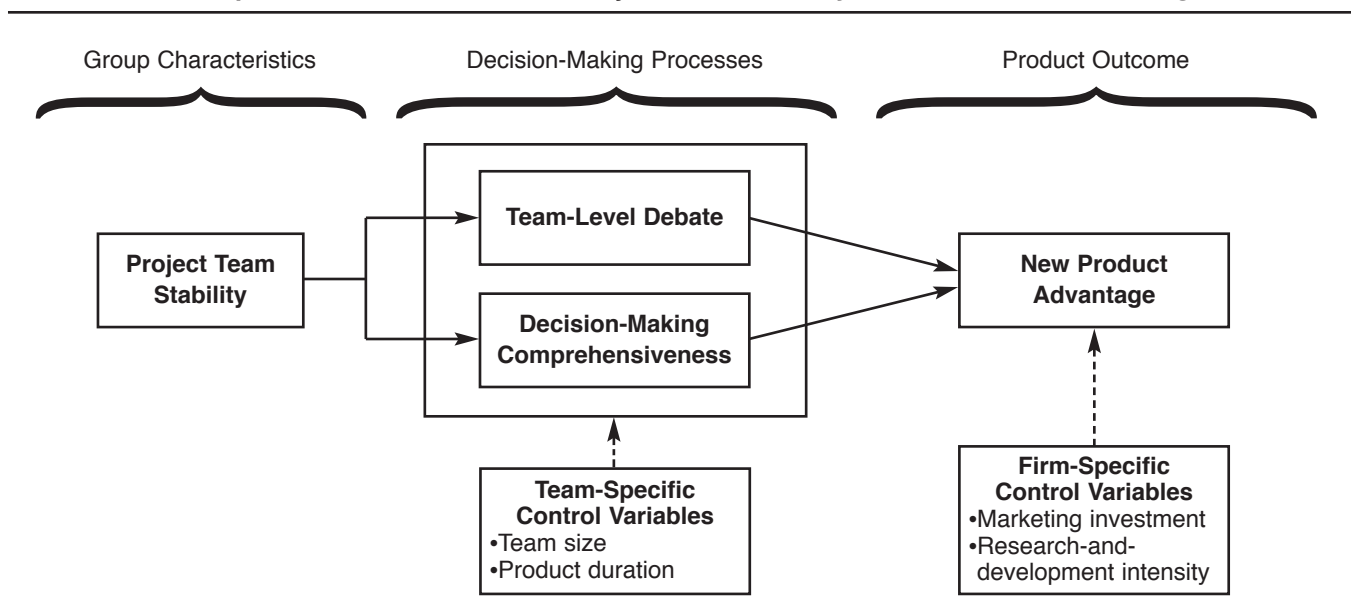 Group Characteristics
Decision-Making Processes
Product Outcome
Team-Level Debate
Project Team
Stability
New Product
Advantage
Decision-Making
Comprehensiveness
Team-Specific
Control Variables
•Team size
•Product duration
Firm-Specific
Control Variables
•Marketing investment
•Research-and-
development intensity